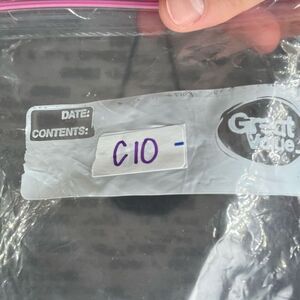 DATE:
CONTENTS:
C10 -
Great
Value